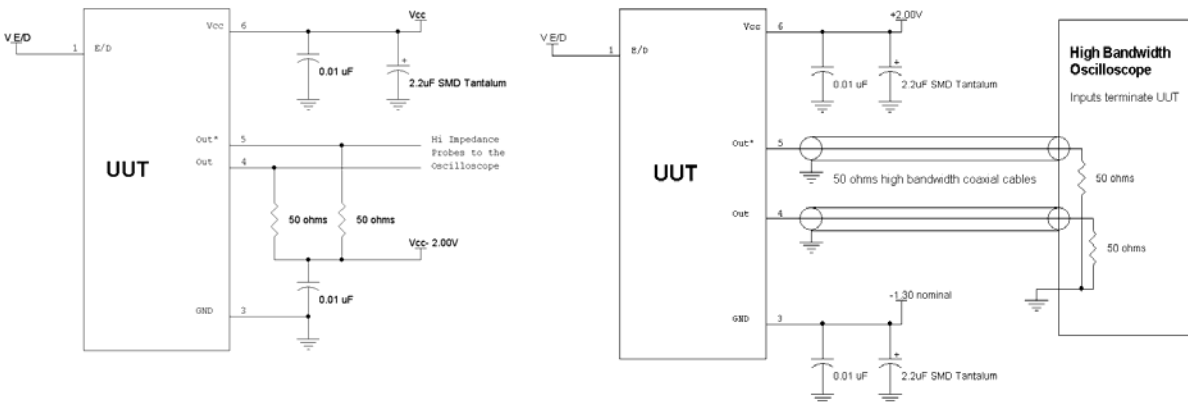 Vcc
6
Vcc
V E/D
1
E/D
0.01 uF
+
2.2uF SMD Tantalum
Out*
5
Hi Impedance
Probes to the
Oscilloscope
Out
4
UUT
50 ohms
50 ohms
Vcc- 2.00V
0.01 uF
GND
3
+2.00V
Vcc
6
V E/D
1
E/D
0.01 uF
+
2.2uF SMD Tantalum
High Bandwidth
Oscilloscope
Inputs terminate UUT
Out*
5
UUT
50 ohms high bandwidth coaxial cables
50 ohms
Out
4
50 ohms
-1.30 nominal
GND
3
0.01 uF
+
2.2uF SMD Tantalum